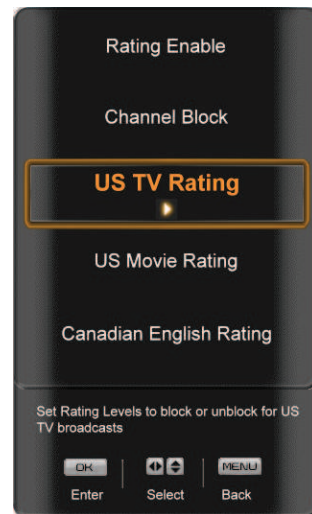 Rating Enable
Channel Block
US TV Rating
US Movie Rating
Canadian English Rating
Set Rating Levels to block or unblock for US
TV broadcasts
OK MENU
Enter Select Back